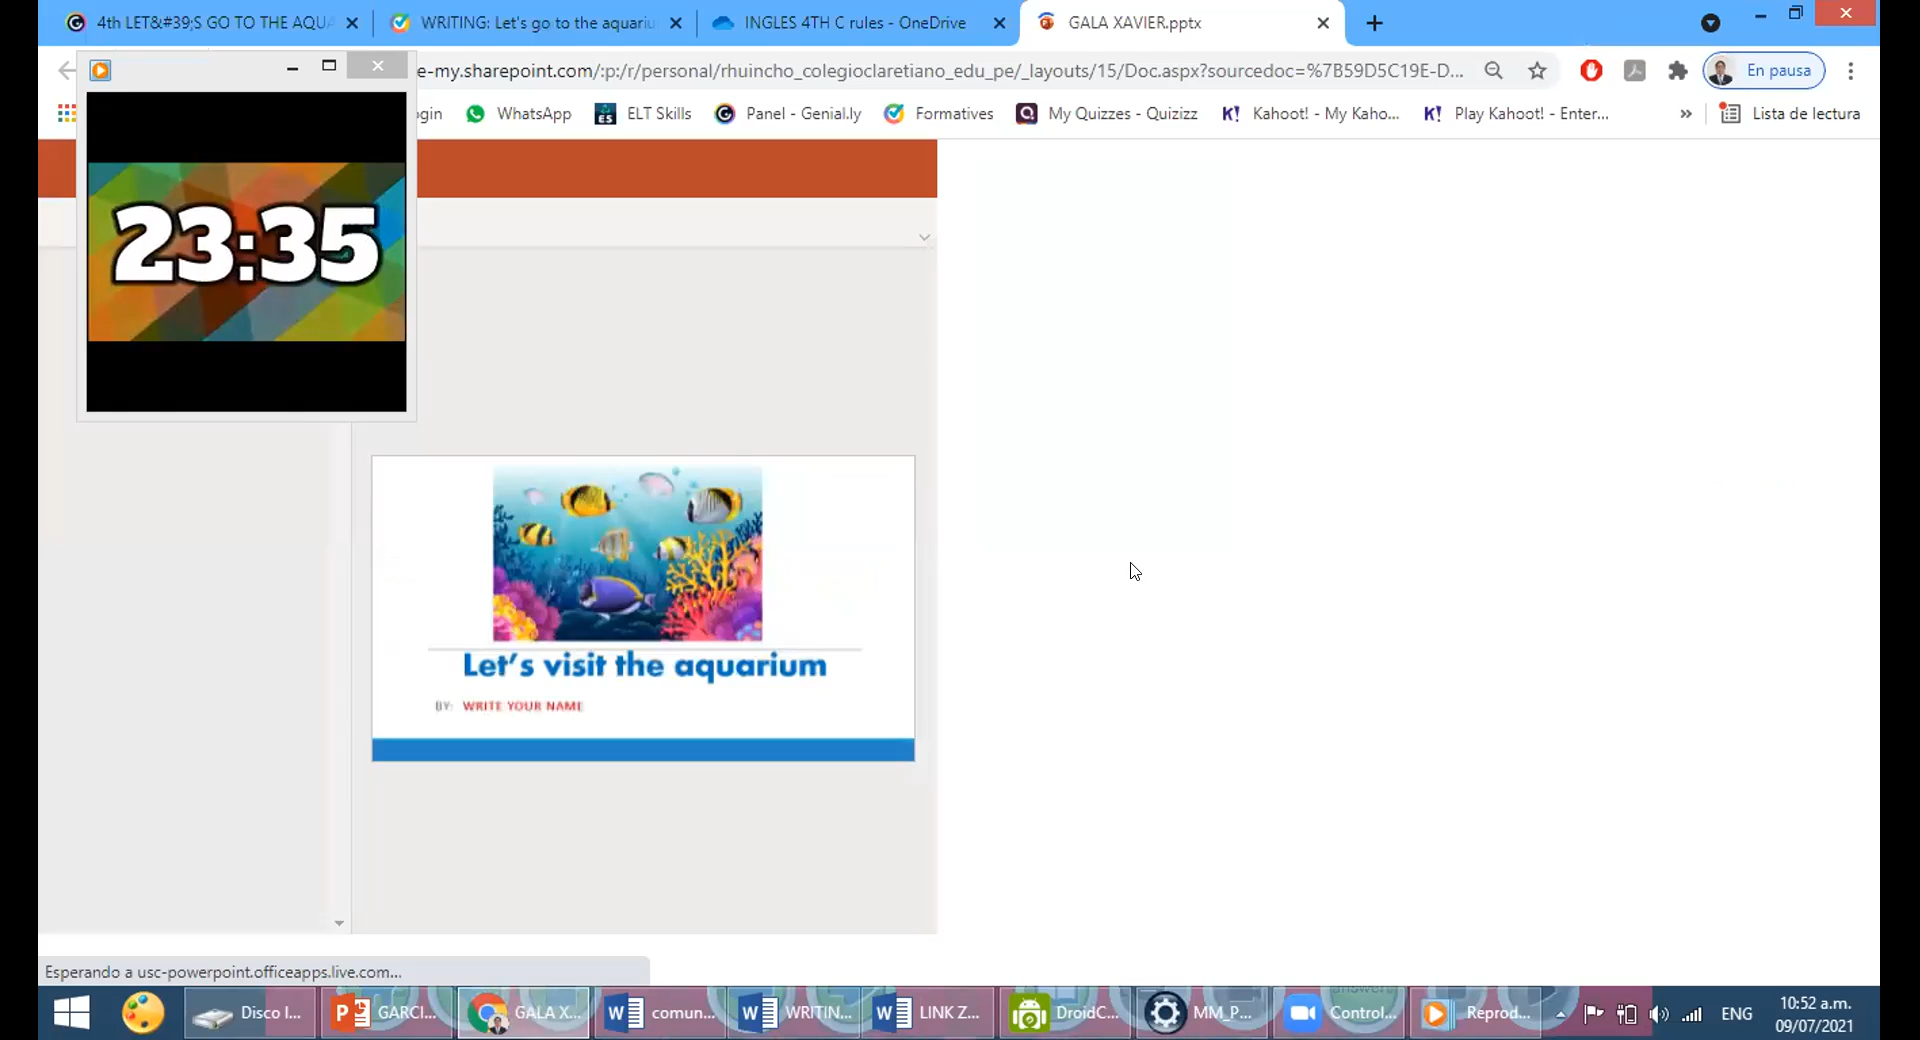 4th LET&#39;S GO TO THE AQUA
WRITING: Let's go to the aquariu
INGLES 4TH C rules - OneDrive
GALA XAVIER.pptx
e-my.sharepoint.com/:p:/r/personal/rhuincho_colegioclaretiano_edu_pe/_layouts/15/Doc.aspx?sourcedoc=%7B59D5C19E-D...
En pausa
gin
WhatsApp
ELT Skills
Panel - Genial.ly
Formatives
My Quizzes - Quizizz
K! Kahoot! - My Kaho...
K! Play Kahoot! - Enter...
»
Lista de lectura
23:35
Let's visit the aquarium
BY: WRITE YOUR NAME
Esperando a usc-powerpoint.officeapps.live.com...
Disco l...
GARCI...
GALA X...
comun...
WRITIN...
LINK Z...
DroidC...
MM_P...
Control...
Reprod...
ENG
10:52 a.m.
09/07/2021